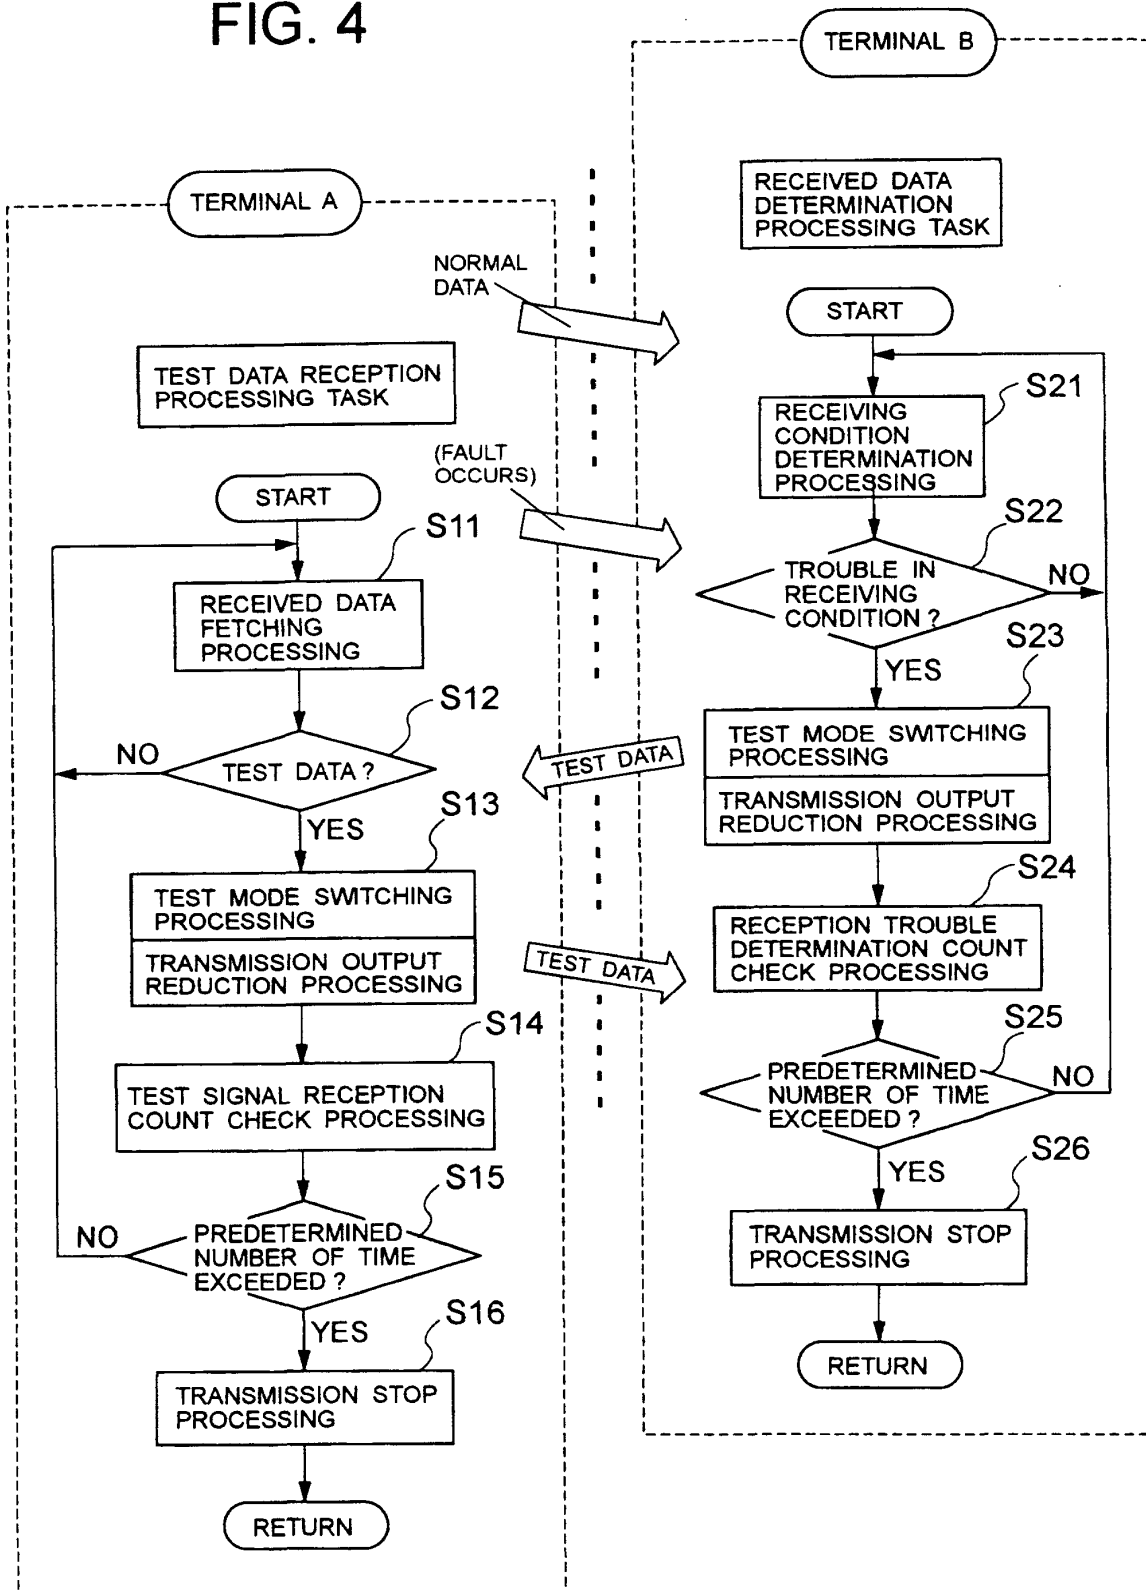 FIG. 4
TERMINAL A
TEST DATA RECEPTION
PROCESSING TASK
START
S11
RECEIVED DATA
FETCHING
PROCESSING
S12
TEST DATA ?
NO
YES
S13
TEST MODE SWITCHING
PROCESSING
TRANSMISSION OUTPUT
REDUCTION PROCESSING
S14
TEST SIGNAL RECEPTION
COUNT CHECK PROCESSING
S15
PREDETERMINED
NUMBER OF TIME
EXCEEDED ?
NO
YES
S16
TRANSMISSION STOP
PROCESSING
RETURN
NORMAL
DATA
(FAULT
OCCURS)
TEST DATA
TEST DATA
TERMINAL B
RECEIVED DATA
DETERMINATION
PROCESSING TASK
START
S21
RECEIVING
CONDITION
DETERMINATION
PROCESSING
S22
TROUBLE IN
RECEIVING
CONDITION ?
NO
YES
S23
TEST MODE SWITCHING
PROCESSING
TRANSMISSION OUTPUT
REDUCTION PROCESSING
S24
RECEPTION TROUBLE
DETERMINATION COUNT
CHECK PROCESSING
S25
PREDETERMINED
NUMBER OF TIME
EXCEEDED ?
NO
YES
S26
TRANSMISSION STOP
PROCESSING
RETURN